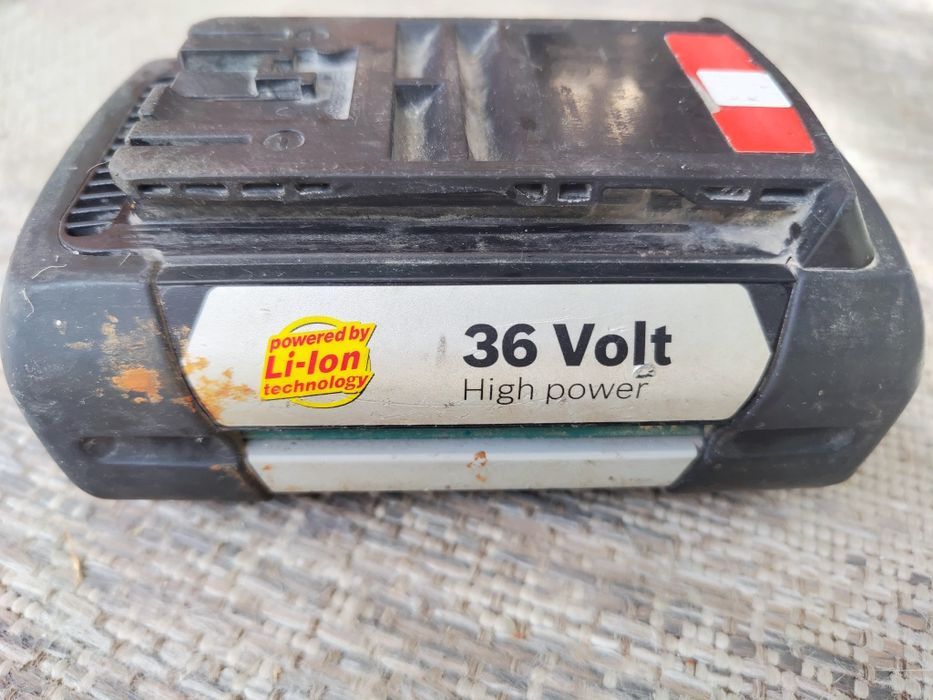 powered by
Li-Ion
technology
36 Volt
High power